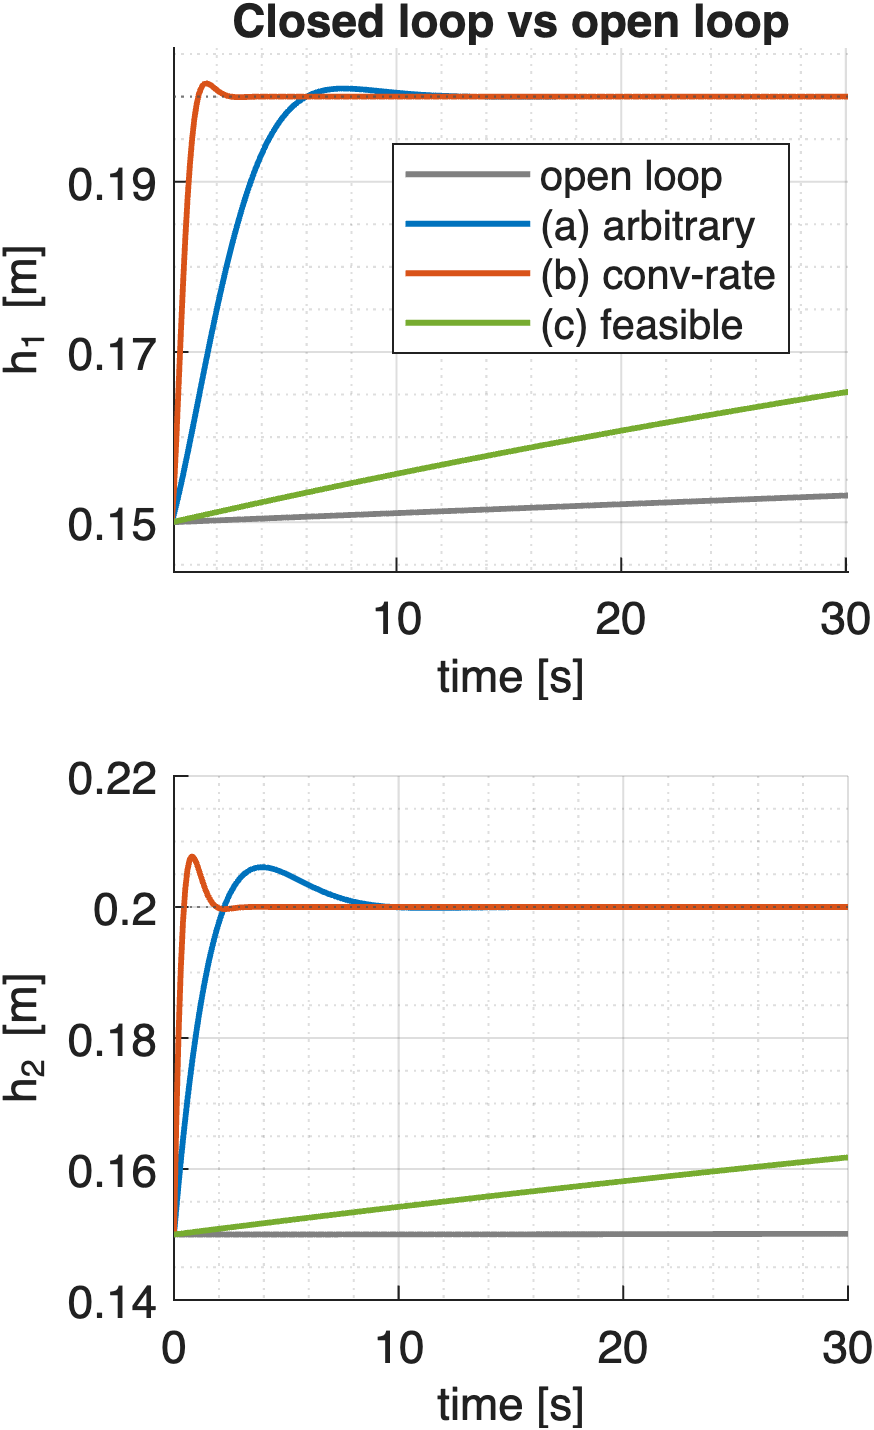 Closed loop vs open loop
h1 [m]
0.19
0.17
0.15
open loop
(a) arbitrary
(b) conv-rate
(c) feasible
10 20 30
time [s]
h2 [m]
0.22
0.2
0.18
0.16
0.14
0 10 20 30
time [s]